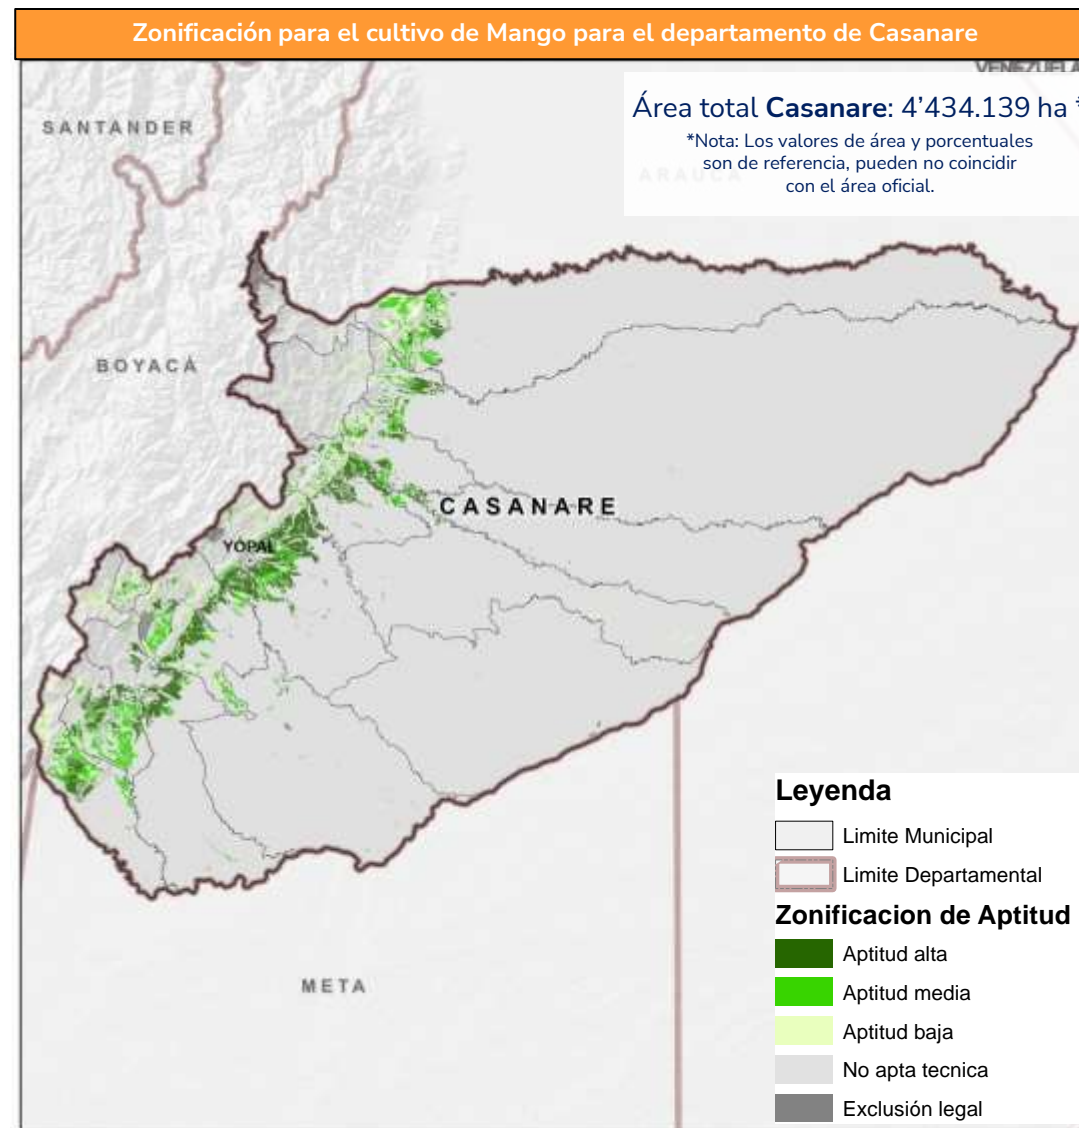 Zonificación para el cultivo de Mango para el departamento de Casanare
VENEZUELA
SANTANDER
Área total Casanare: 4’434.139 ha *
*Nota: Los valores de área y porcentuales
son de referencia, pueden no coincidir
con el área oficial.
ARAUCA
BOYACÁ
CASANARE
YOPAL
META
Leyenda
Limite Municipal
Limite Departamental
Zonificacion de Aptitud
Aptitud alta
Aptitud media
Aptitud baja
No apta tecnica
Exclusión legal